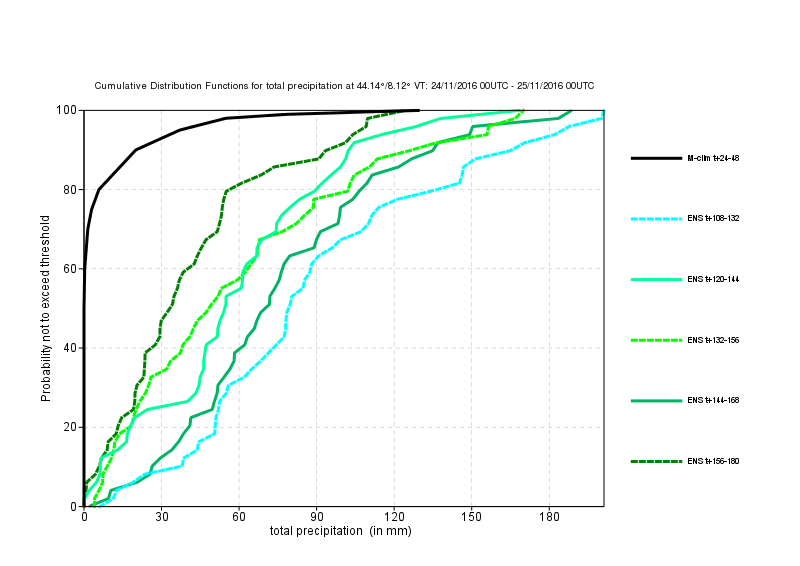 Cumulative Distribution Functions for total precipitation at 44.14°/8.12° VT: 24/11/2016 00UTC - 25/11/2016 00UTC
100
80
60
40
20
0
Probability not to exceed threshold
0 30 60 90 120 150 180
total precipitation (in mm)
M-clim t+24-48
ENS t+108-132
ENS t+120-144
ENS t+132-156
ENS t+144-168
ENS t+156-180